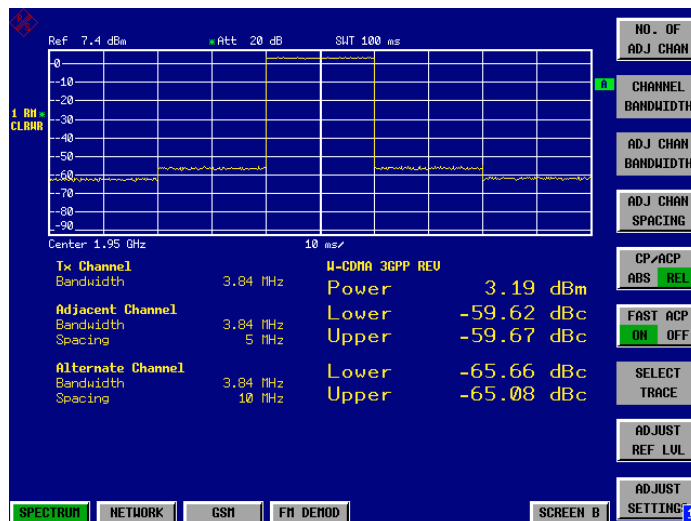 Ref 7.4 dBm *Att 20 dB SWT 100 ms
0
-10
-20
-30
-40
-50
-60
-70
-80
-90
1 RM *
CLRWR
A
Center 1.95 GHz 10 ms/
Tx Channel W-CDMA 3GPP REV
Bandwidth 3.84 MHz Power 3.19 dBm
Adjacent Channel Lower -59.62 dBc
Bandwidth 3.84 MHz Upper -59.67 dBc
Spacing 5 MHz
Alternate Channel Lower -65.66 dBc
Bandwidth 3.84 MHz Upper -65.08 dBc
Spacing 10 MHz
NO. OF
ADJ CHAN
CHANNEL
BANDWIDTH
ADJ CHAN
BANDWIDTH
ADJ CHAN
SPACING
CP/ACP
ABS REL
FAST ACP
ON OFF
SELECT
TRACE
ADJUST
REF LVL
ADJUST
SETTINGS
SPECTRUM NETWORK GSM FM DEMOD SCREEN B